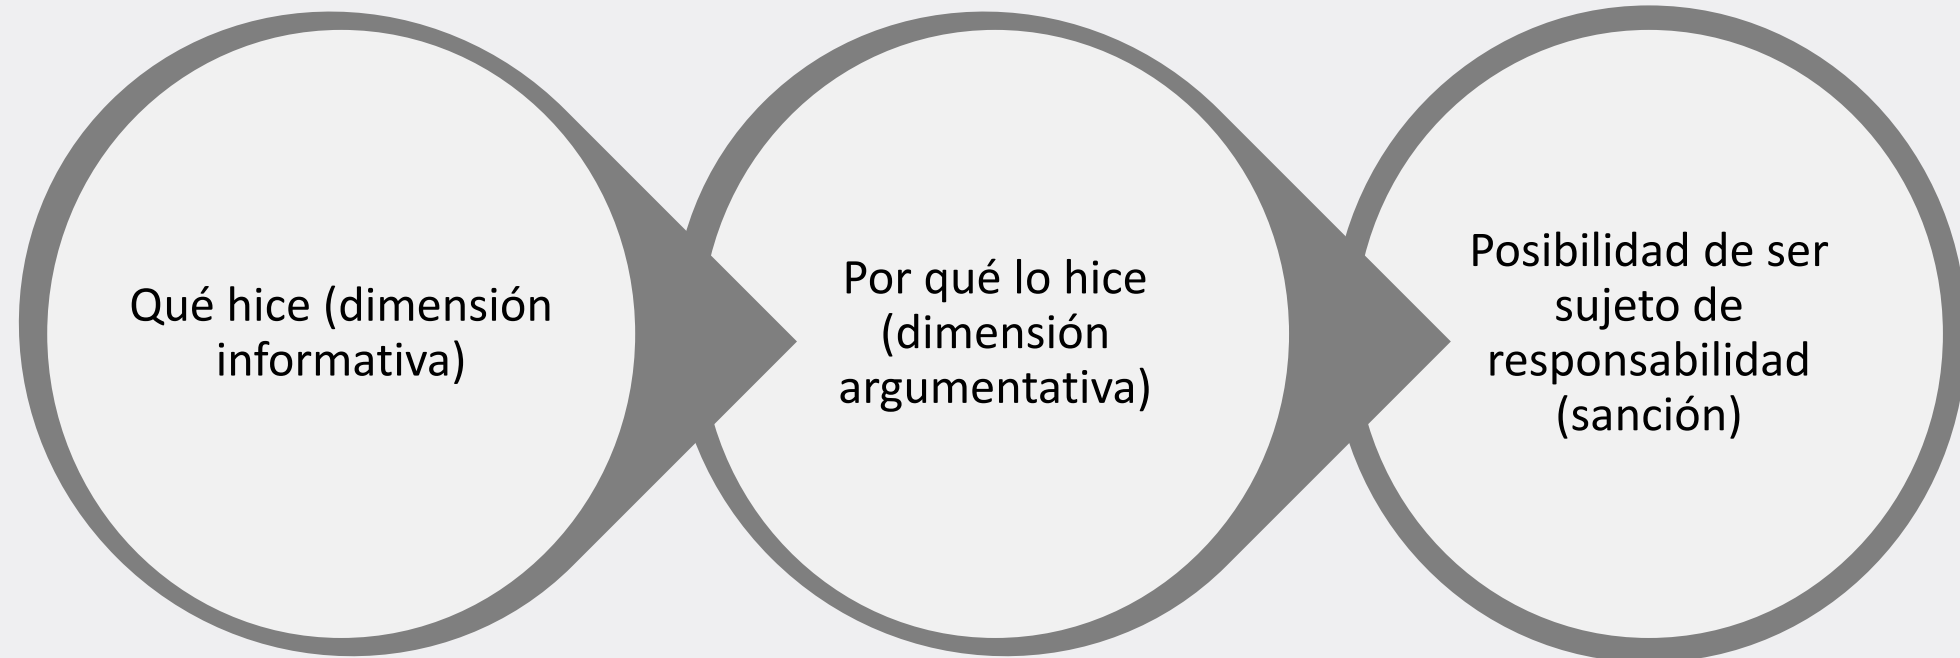 Qué hice (dimensión
informativa)
Por qué lo hice
(dimensión
argumentativa)
Posibilidad de ser
sujeto de
responsabilidad
(sanción)